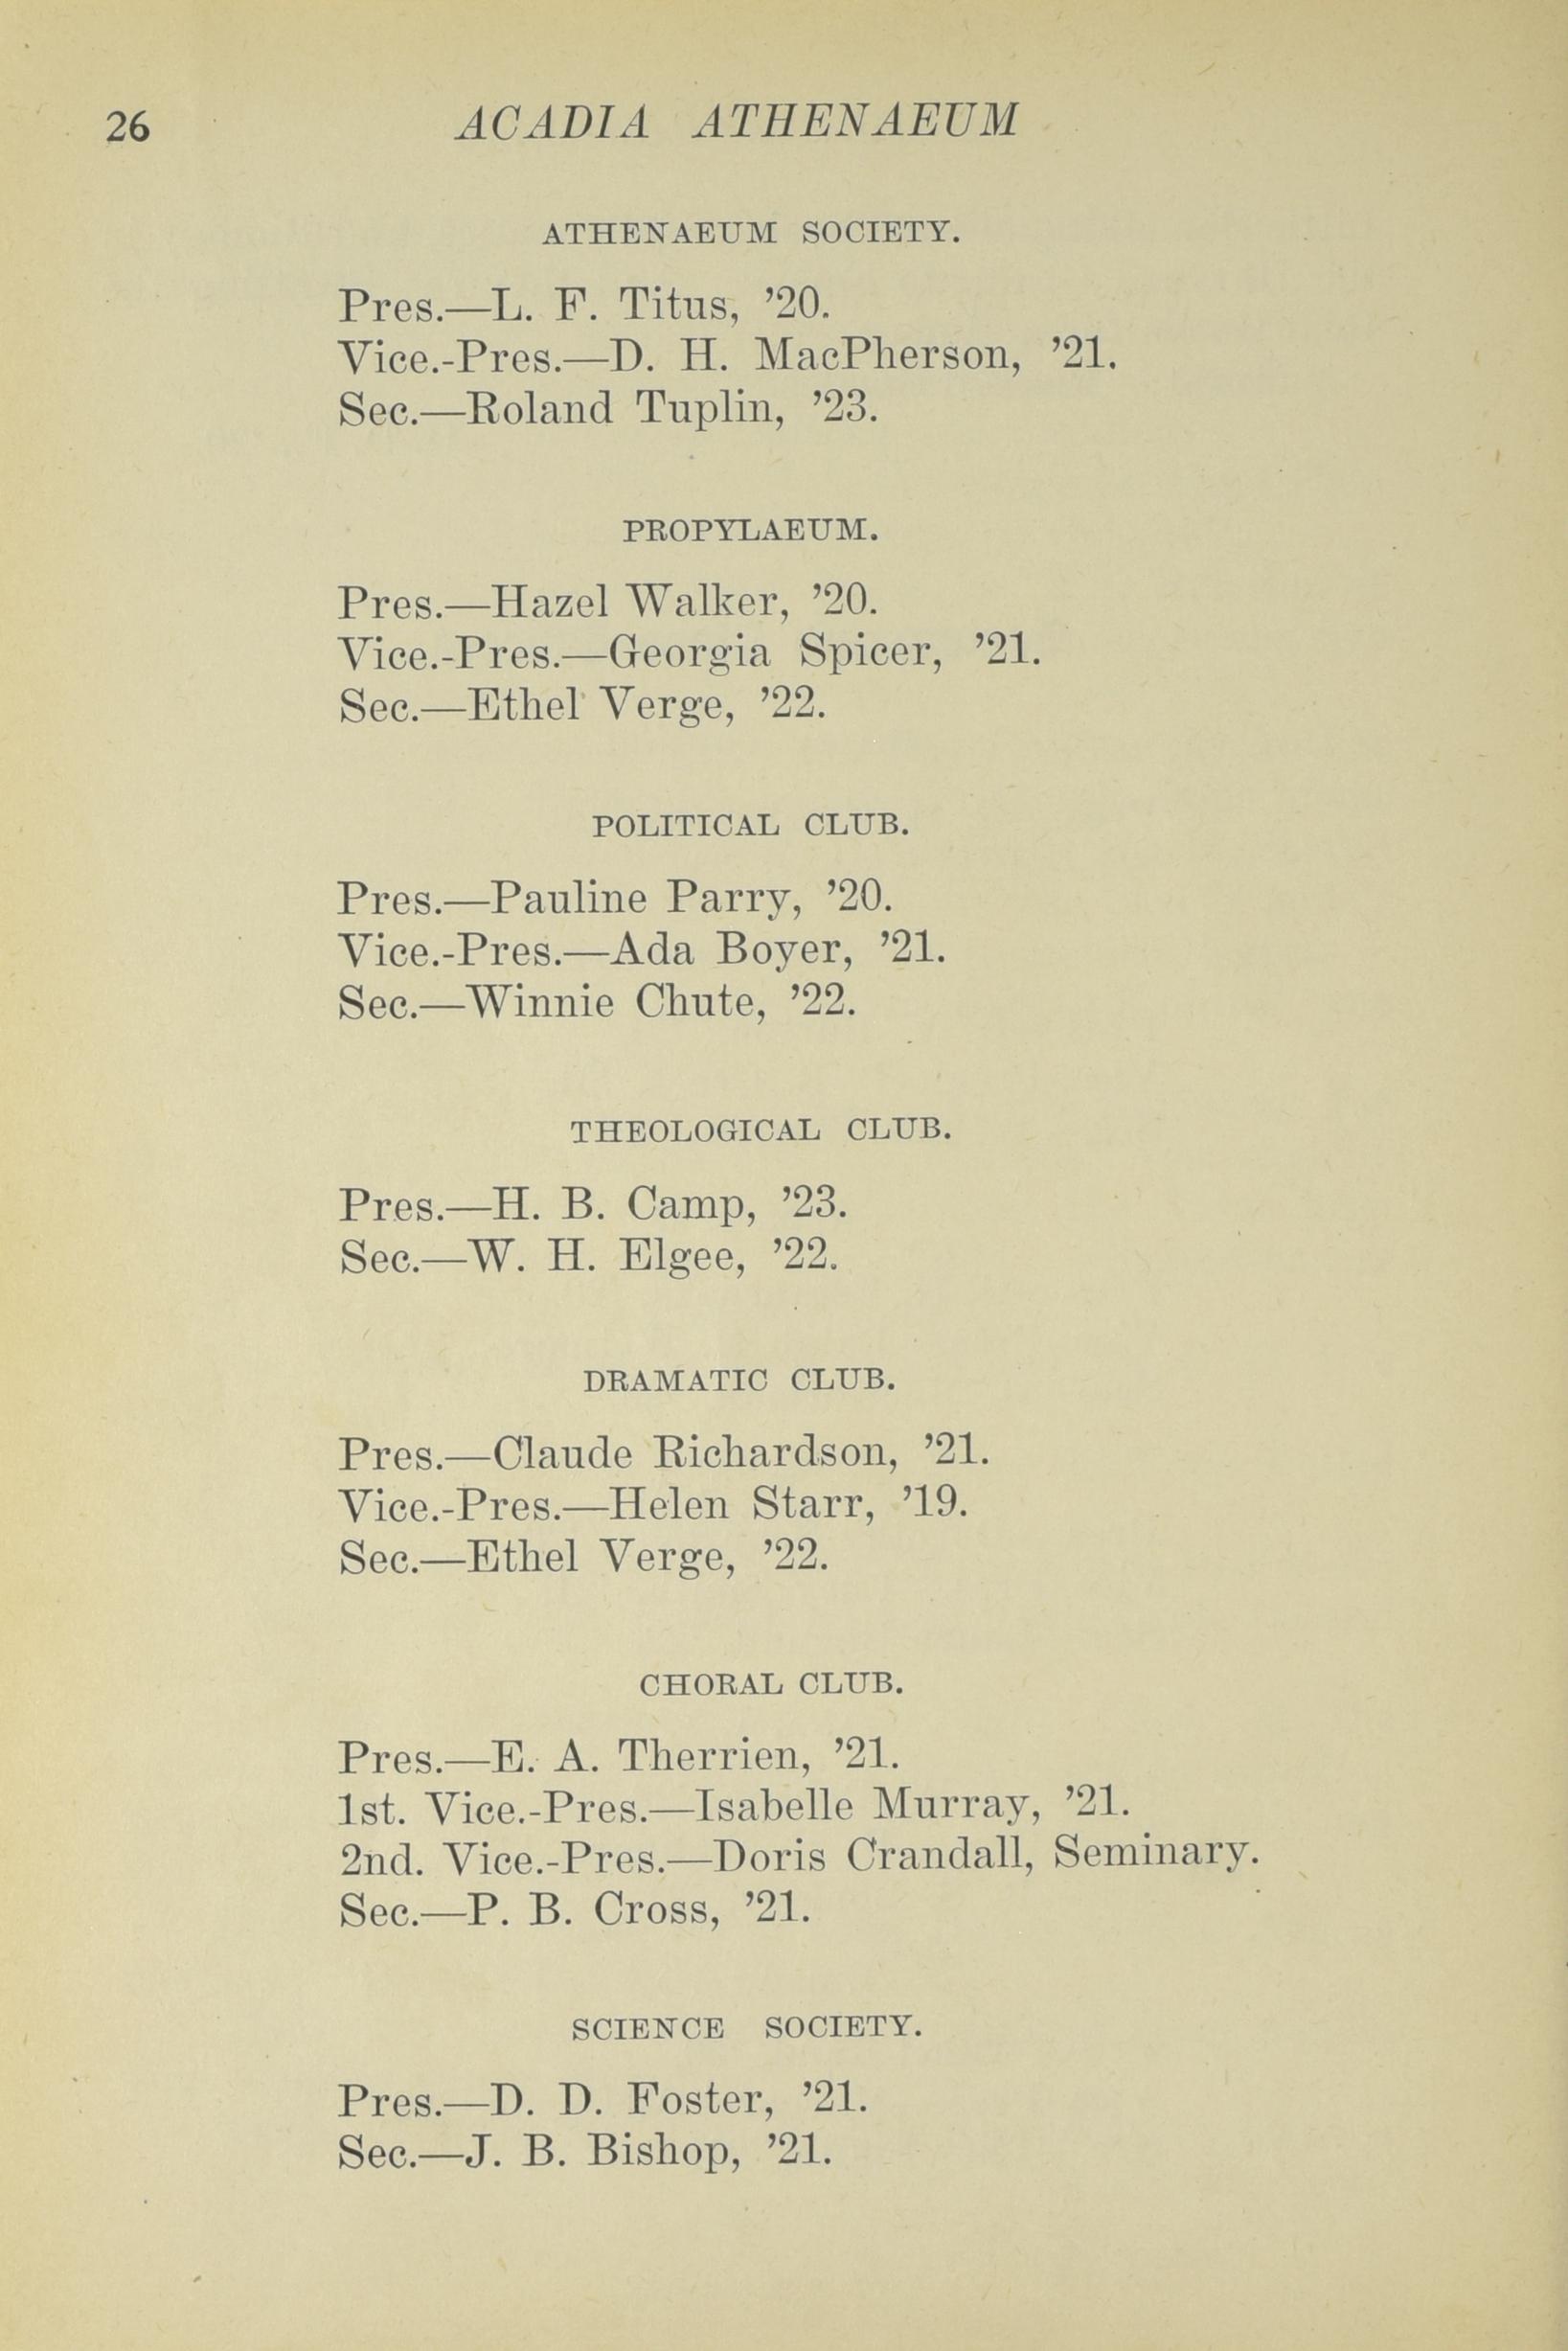 26 ACADIA ATHENAEUM
ATHENAEUM SOCIETY.
Pres.—L. F. Titus, ’20.
Vice.-Pres.—D. H. MacPherson, ’21.
Sec.—Roland Tuplin, ’23.
PROPYLAEUM.
Pres.—Hazel Walker, ’20.
Vice.-Pres.—Georgia Spicer, ’21.
Sec.—Ethel Verge, ’22.
POLITICAL CLUB.
Pres.—Pauline Parry, ’20.
Vice.-Pres.—Ada Boyer, ’21.
Sec.—Winnie Chute, ’22.
THEOLOGICAL CLUB.
Pres.—H. B. Camp, ’23.
Sec.—W. H. Elgee, ’22.
DRAMATIC CLUB.
Pres.—Claude Richardson, ’21.
Vice.-Pres.—Helen Starr, ’19.
Sec.—Ethel Verge, ’22.
CHORAL CLUB.
Pres.—E. A. Therrien, ’21.
1st. Vice.-Pres.—Isabelle Murray, ’21.
2nd. Vice.-Pres.—Doris Crandall, Seminary.
Sec.—P. B. Cross, ’21.
SCIENCE SOCIETY.
Pres.—D. D. Foster, ’21.
Sec.—J. B. Bishop, ’21.